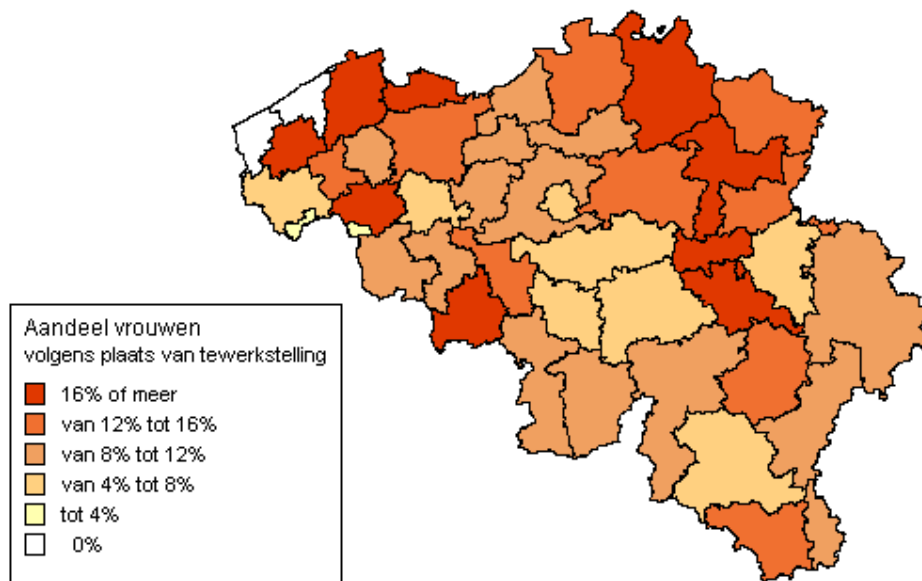 Aandeel vrouwen
volgens plaats van tewerkstelling
16% of meer
van 12% tot 16%
van 8% tot 12%
van 4% tot 8%
tot 4%
0%